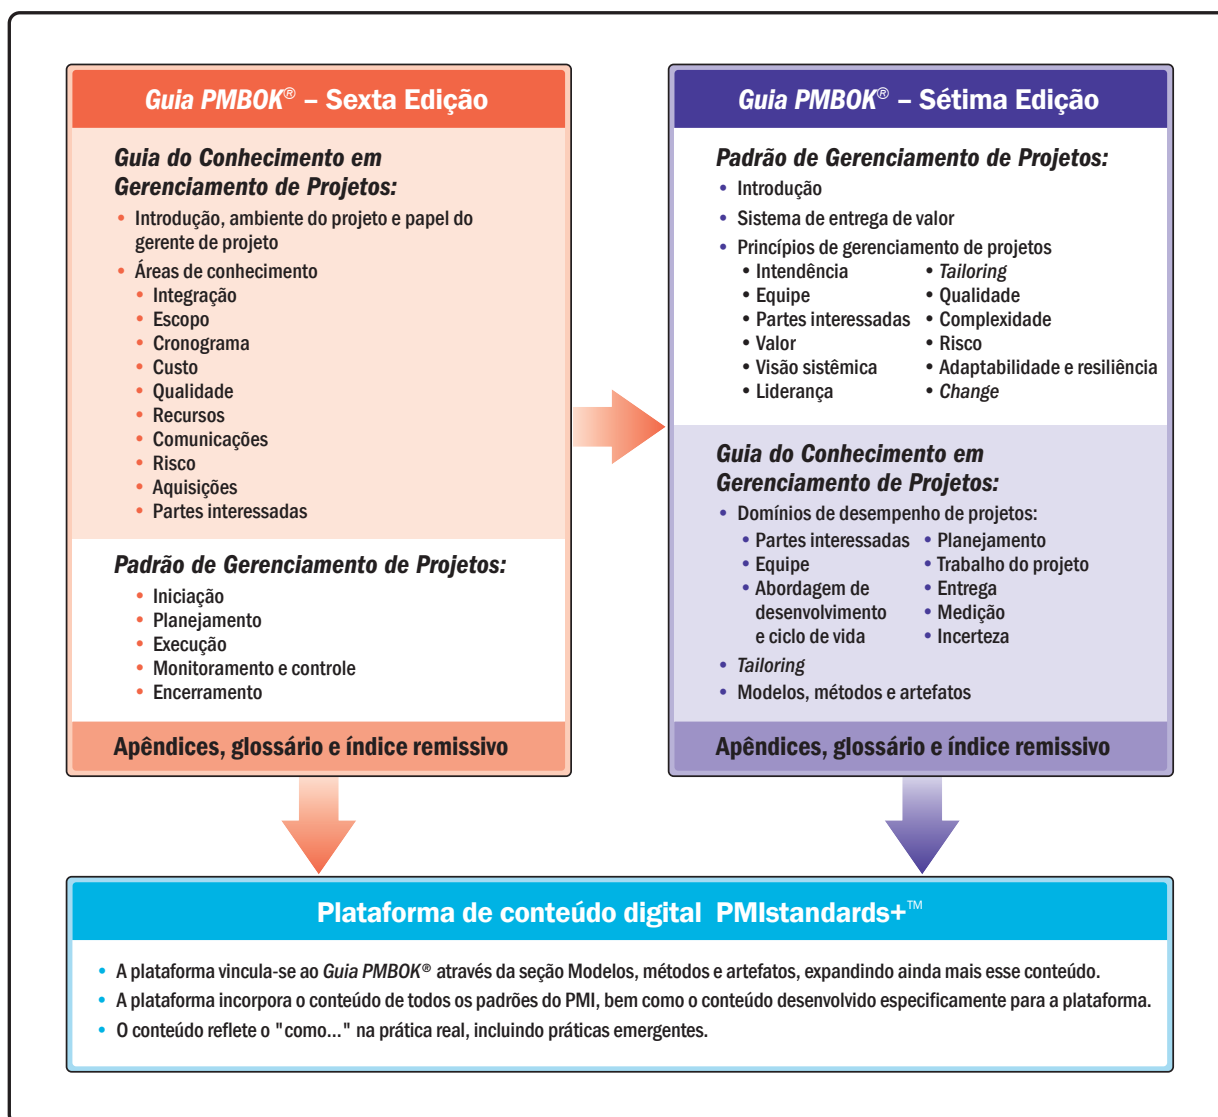 Guia PMBOK® – Sexta Edição
Guia do Conhecimento em
Gerenciamento de Projetos:
• Introdução, ambiente do projeto e papel do
gerente de projeto
• Áreas de conhecimento
• Integração
• Escopo
• Cronograma
• Custo
• Qualidade
• Recursos
• Comunicações
• Risco
• Aquisições
• Partes interessadas
Padrão de Gerenciamento de Projetos:
• Iniciação
• Planejamento
• Execução
• Monitoramento e controle
• Encerramento
Apêndices, glossário e índice remissivo
Guia PMBOK® – Sétima Edição
Padrão de Gerenciamento de Projetos:
• Introdução
• Sistema de entrega de valor
• Princípios de gerenciamento de projetos
• Intendência
• Equipe
• Partes interessadas
• Valor
• Visão sistêmica
• Liderança
• Tailoring
• Qualidade
• Complexidade
• Risco
• Adaptabilidade e resiliência
• Change
Guia do Conhecimento em
Gerenciamento de Projetos:
• Domínios de desempenho de projetos:
• Partes interessadas
• Equipe
• Abordagem de
desenvolvimento
e ciclo de vida
• Planejamento
• Trabalho do projeto
• Entrega
• Medição
• Incerteza
• Tailoring
• Modelos, métodos e artefatos
Apêndices, glossário e índice remissivo
Plataforma de conteúdo digital PMIstandards+™
• A plataforma vincula-se ao Guia PMBOK® através da seção Modelos, métodos e artefatos, expandindo ainda mais esse conteúdo.
• A plataforma incorpora o conteúdo de todos os padrões do PMI, bem como o conteúdo desenvolvido especificamente para a plataforma.
• O conteúdo reflete o "como..." na prática real, incluindo práticas emergentes.